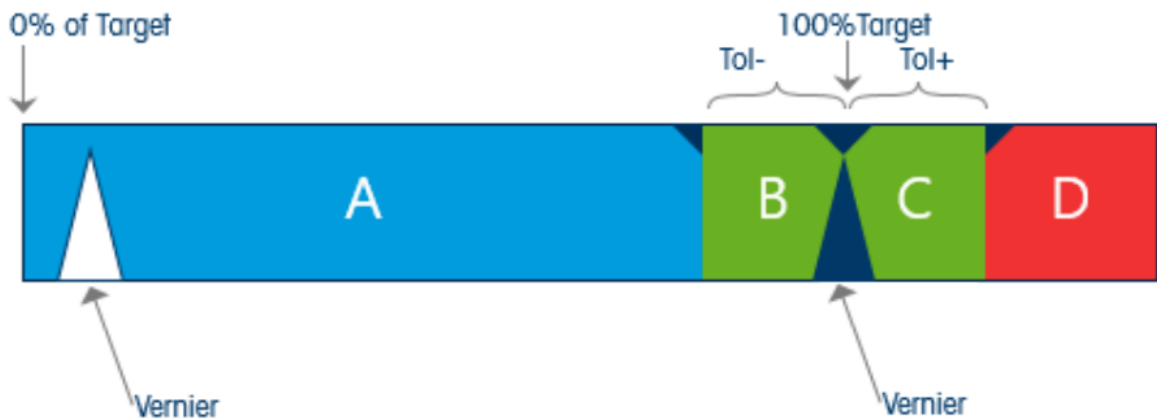 0% of Target
100%Target
Tol-
Tol+
A
B
C
D
Vernier
Vernier